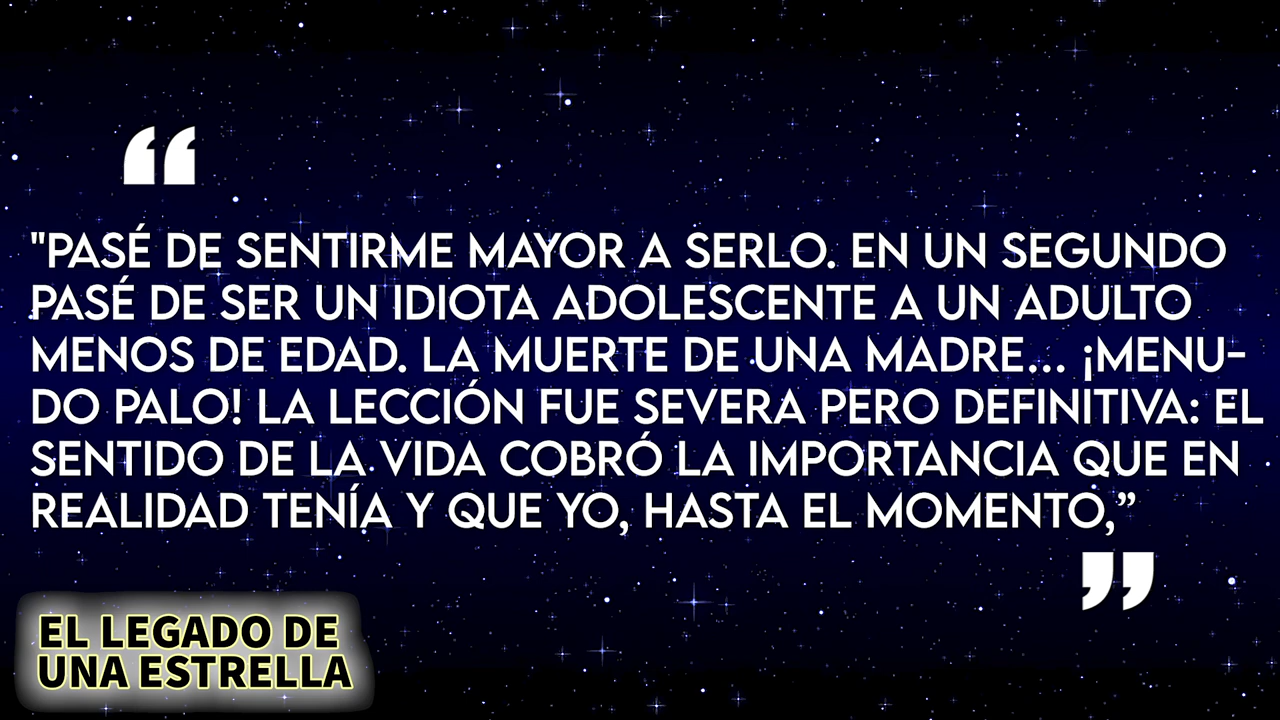 “
"PASÉ DE SENTIRME MAYOR A SERLO. EN UN SEGUNDO
PASÉ DE SER UN IDIOTA ADOLESCENTE A UN ADULTO
MENOS DE EDAD. LA MUERTE DE UNA MADRE... ¡MENU-
DO PALO! LA LECCIÓN FUE SEVERA PERO DEFINITIVA: EL
SENTIDO DE LA VIDA COBRÓ LA IMPORTANCIA QUE EN
REALIDAD TENÍA Y QUE YO, HASTA EL MOMENTO,”
”
EL LEGADO DE
UNA ESTRELLA